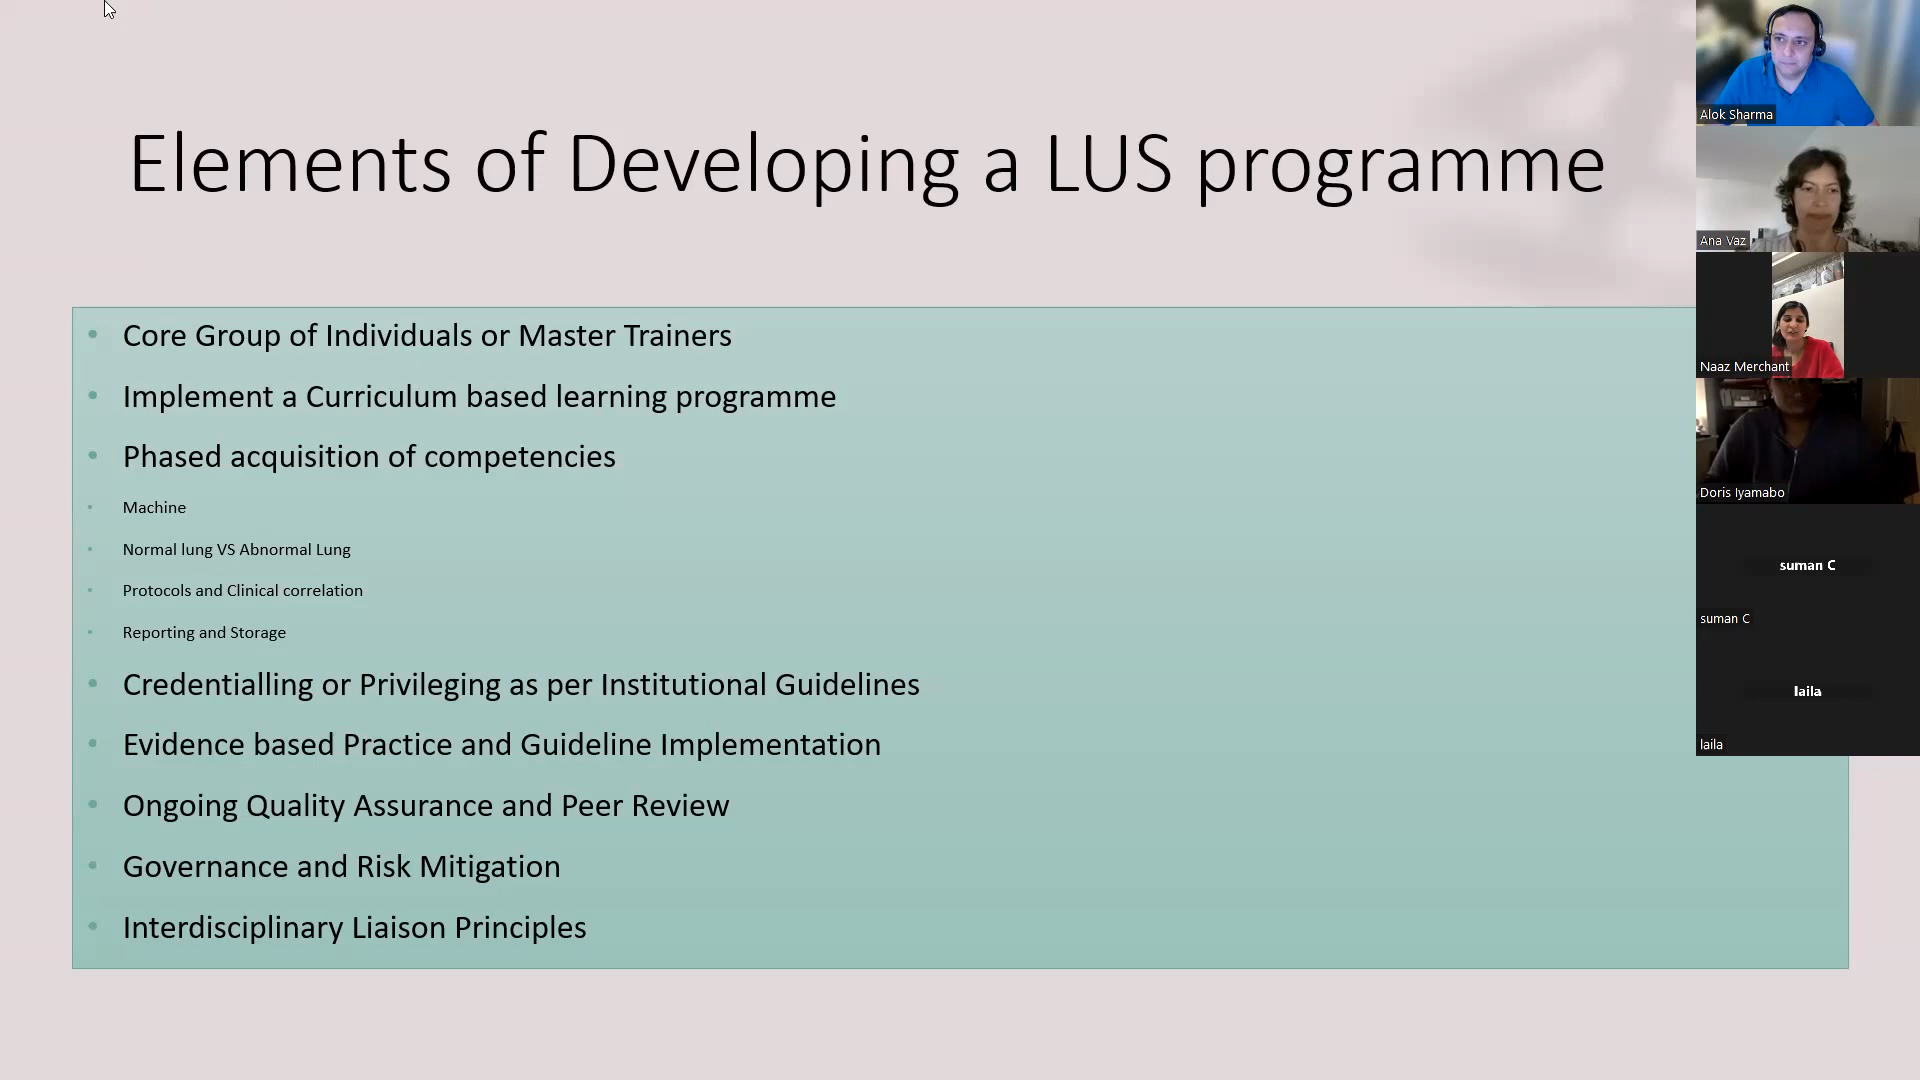 Elements of Developing a LUS programme
Core Group of Individuals or Master Trainers
Implement a Curriculum based learning programme
Phased acquisition of competencies
Machine
Normal lung VS Abnormal Lung
Protocols and Clinical correlation
Reporting and Storage
Credentialling or Privileging as per Institutional Guidelines
Evidence based Practice and Guideline Implementation
Ongoing Quality Assurance and Peer Review
Governance and Risk Mitigation
Interdisciplinary Liaison Principles
Alok Sharma
Ana Vaz
Naaz Merchant
Doris Iyamabo
suman C
suman C
laila
laila